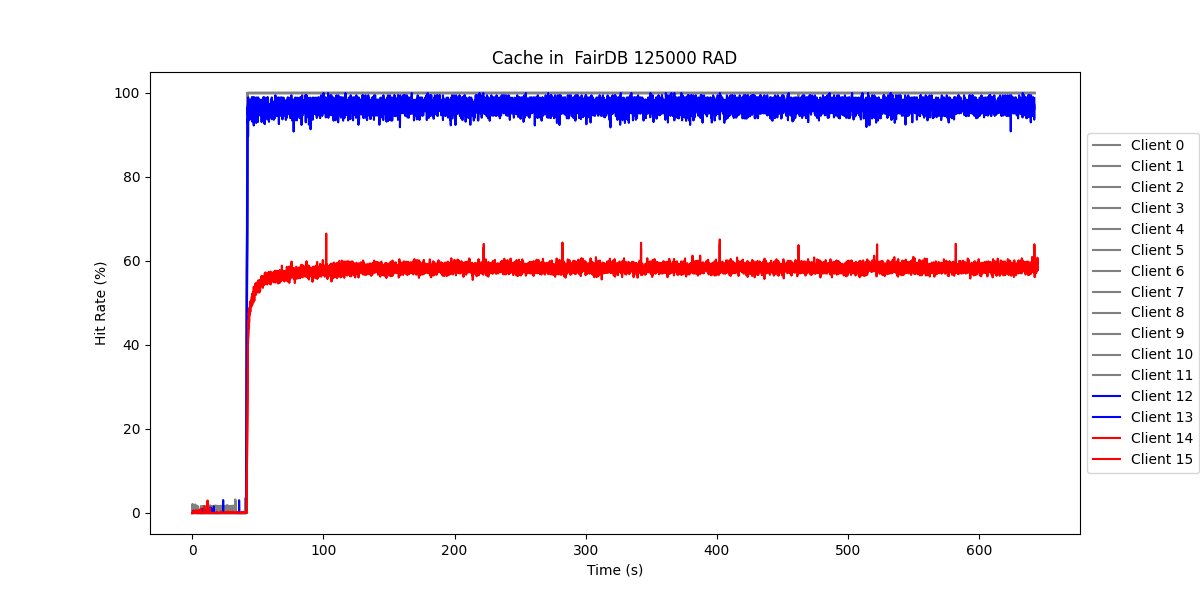 Cache in  FairDB 125000 RAD
Hit Rate (%)
100
80
60
40
20
0
0 100 200 300 400 500 600
Time (s)
Client 0
Client 1
Client 2
Client 3
Client 4
Client 5
Client 6
Client 7
Client 8
Client 9
Client 10
Client 11
Client 12
Client 13
Client 14
Client 15